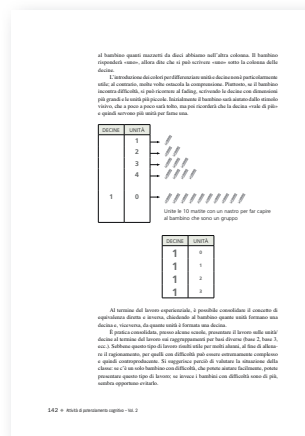 al bambino quanti mazzetti da dieci abbiamo nell'altra colonna. Il bambino
risponderà «uno», allora dite che si può scrivere «uno» sotto la colonna delle
decine.
L'introduzione dei colori per differenziare unità e decine non è particolarmente
utile; al contrario, molte volte ostacola la comprensione. Piuttosto, se il bambino
incontra difficoltà, si può ricorrere al fading, scrivendo le decine con dimensioni
più grandi e le unità più piccole. Inizialmente il bambino sarà aiutato dallo stimolo
visivo, che a poco a poco sarà tolto, ma poi ricorderà che la decina «vale di più»
e quindi servono più unità per farne una.
DECINE UNITÀ
1
2
3
4
1 0
Unite le 10 matite con un nastro per far capire
al bambino che sono un gruppo
DECINE UNITÀ
1 0
1 1
1 2
1 3
Al termine del lavoro esperienziale, è possibile consolidare il concetto di
equivalenza diretta e inversa, chiedendo al bambino quante unità formano una
decina e, viceversa, da quante unità è formata una decina.
È pratica consolidata, presso alcune scuole, presentare il lavoro sulle unità/
decine al termine del lavoro sui raggruppamenti per basi diverse (base 2, base 3,
ecc.). Sebbene questo tipo di lavoro risulti utile per molti alunni, al fine di allena-
re il ragionamento, per quelli con difficoltà può essere estremamente complesso
e quindi controproducente. Si suggerisce perciò di valutare la situazione della
classe: se c'è un solo bambino con difficoltà, che potete aiutare facilmente, potete
presentare questo tipo di lavoro; se invece i bambini con difficoltà sono di più,
sembra opportuno evitarlo.
142 • Attività di potenziamento cognitivo – Vol. 2